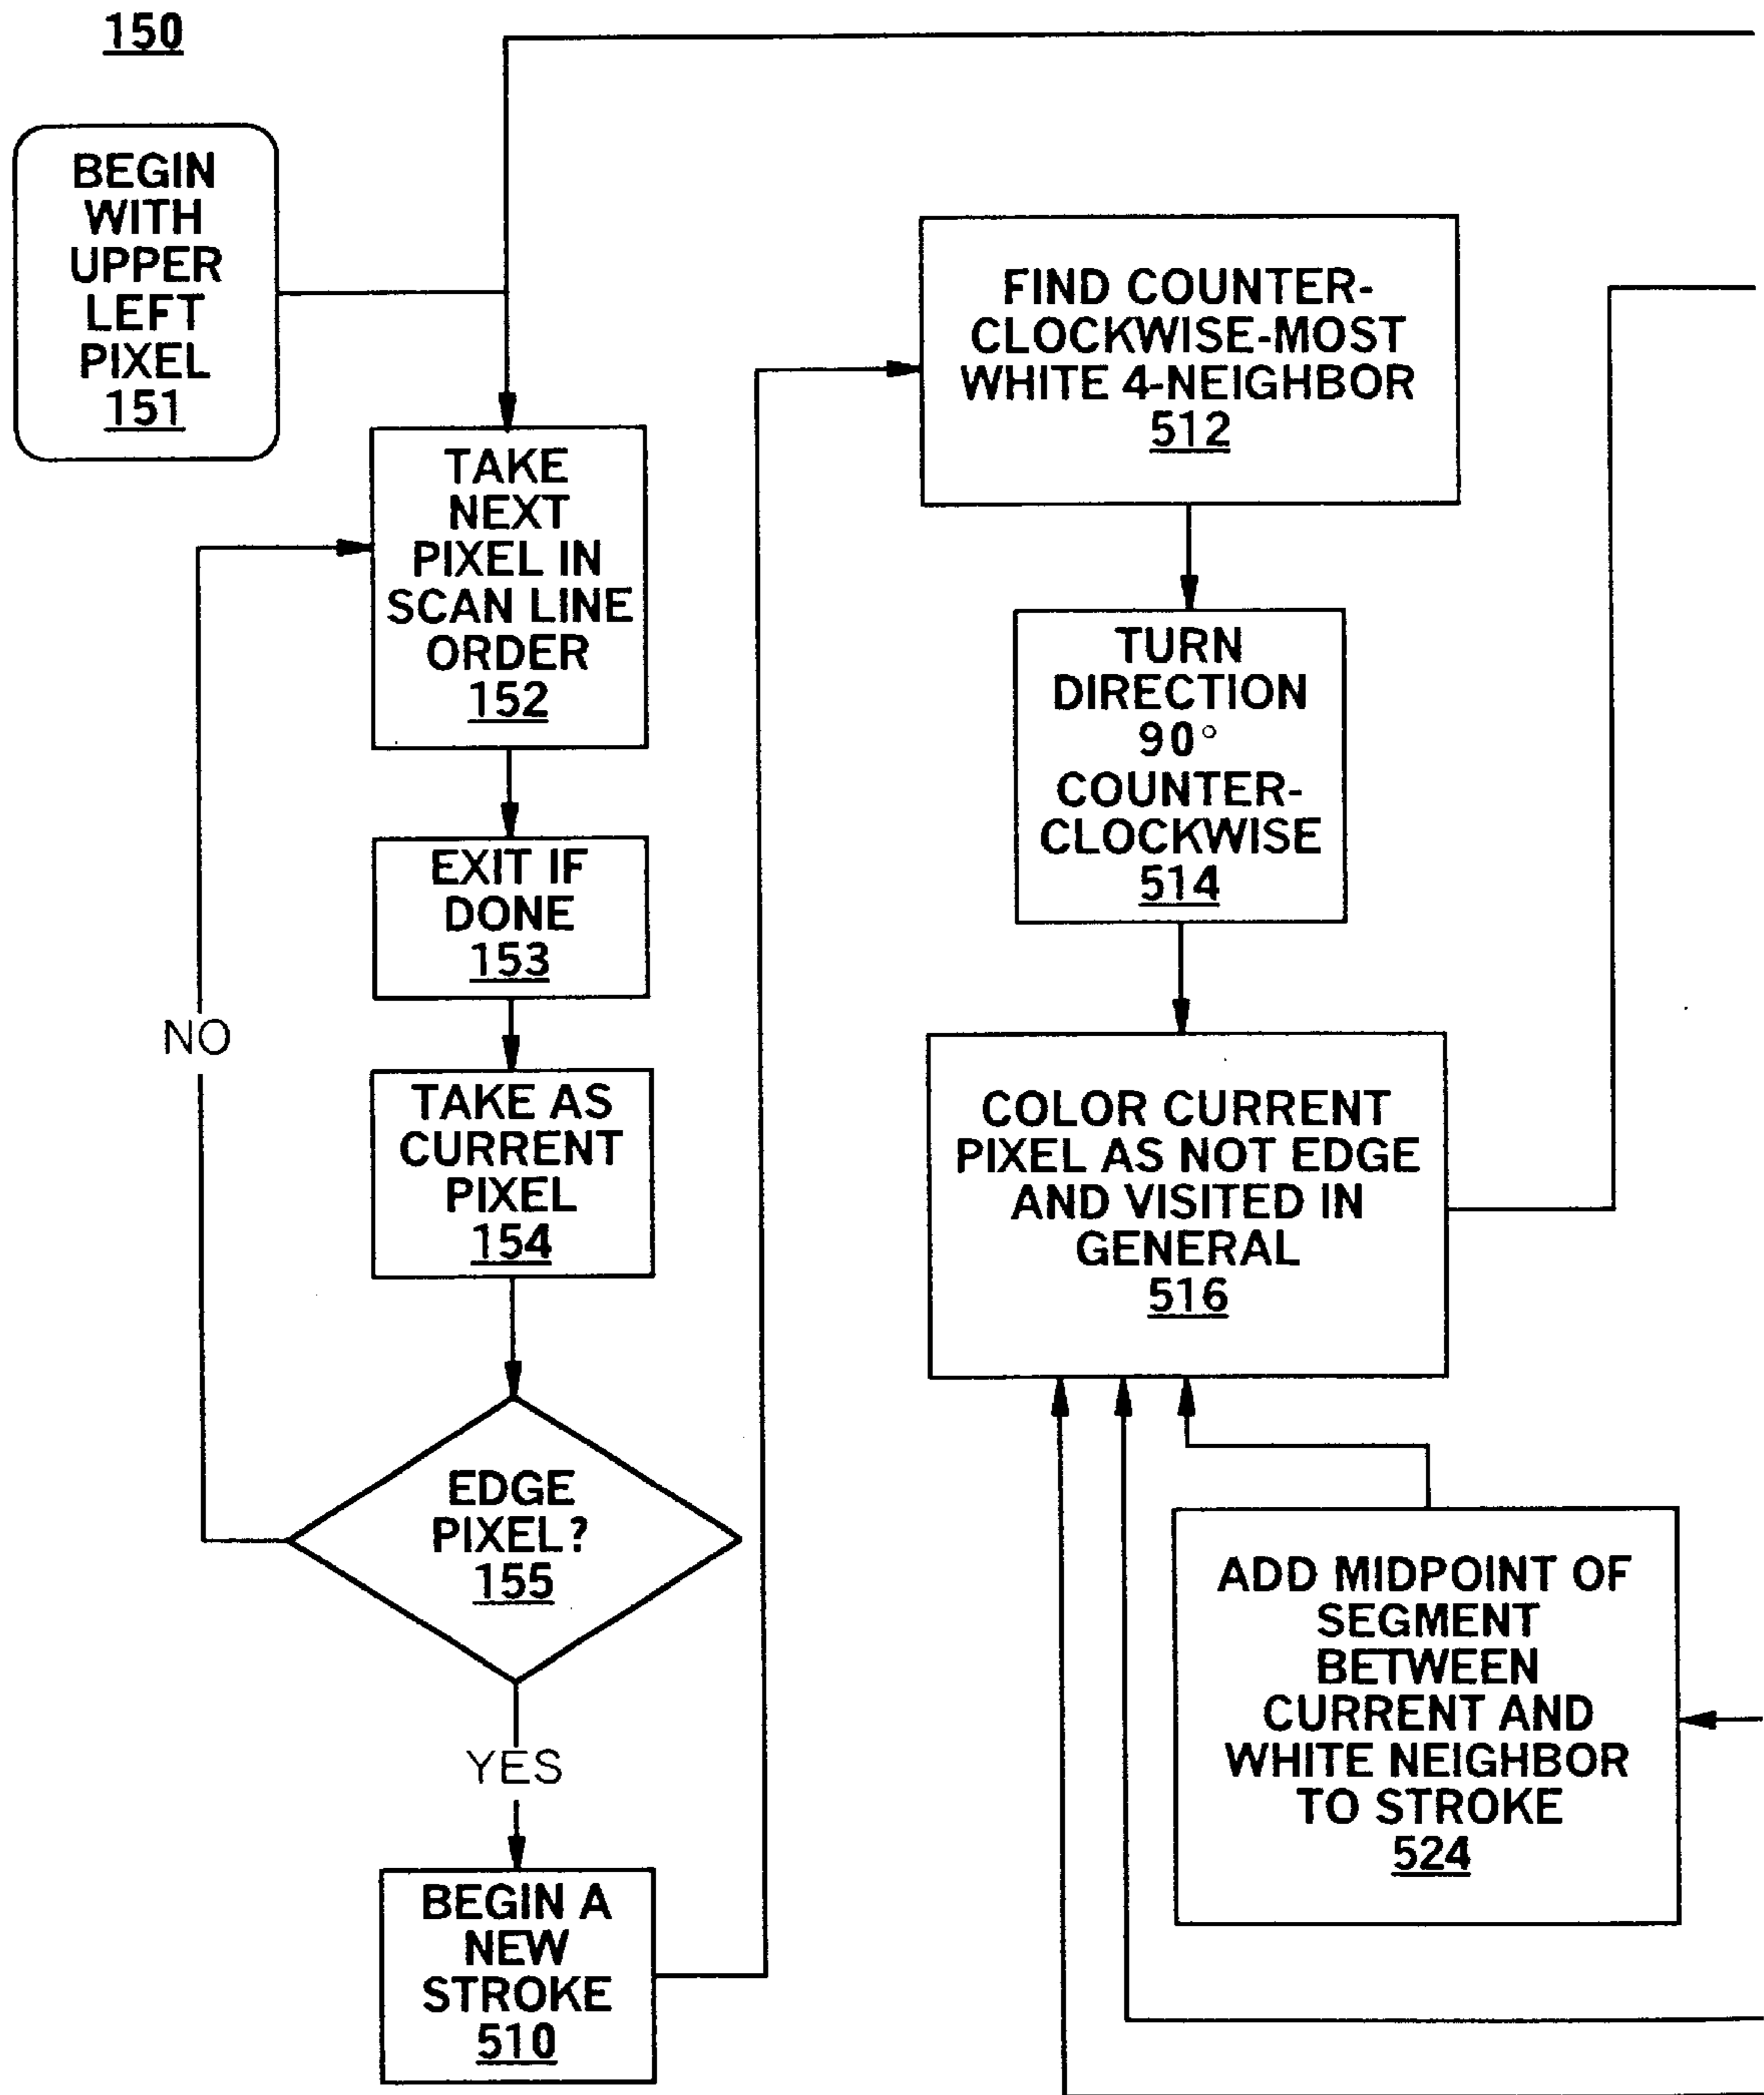 150
BEGIN
WITH
UPPER
LEFT
PIXEL
151
TAKE
NEXT
PIXEL IN
SCAN LINE
ORDER
152
EXIT IF
DONE
153
TAKE AS
CURRENT
PIXEL
154
NO
EDGE
PIXEL?
155
YES
BEGIN A
NEW
STROKE
510
FIND COUNTER-
CLOCKWISE-MOST
WHITE 4-NEIGHBOR
512
TURN
DIRECTION
90°
COUNTER-
CLOCKWISE
514
COLOR CURRENT
PIXEL AS NOT EDGE
AND VISITED IN
GENERAL
516
ADD MIDPOINT OF
SEGMENT
BETWEEN
CURRENT AND
WHITE NEIGHBOR
TO STROKE
524